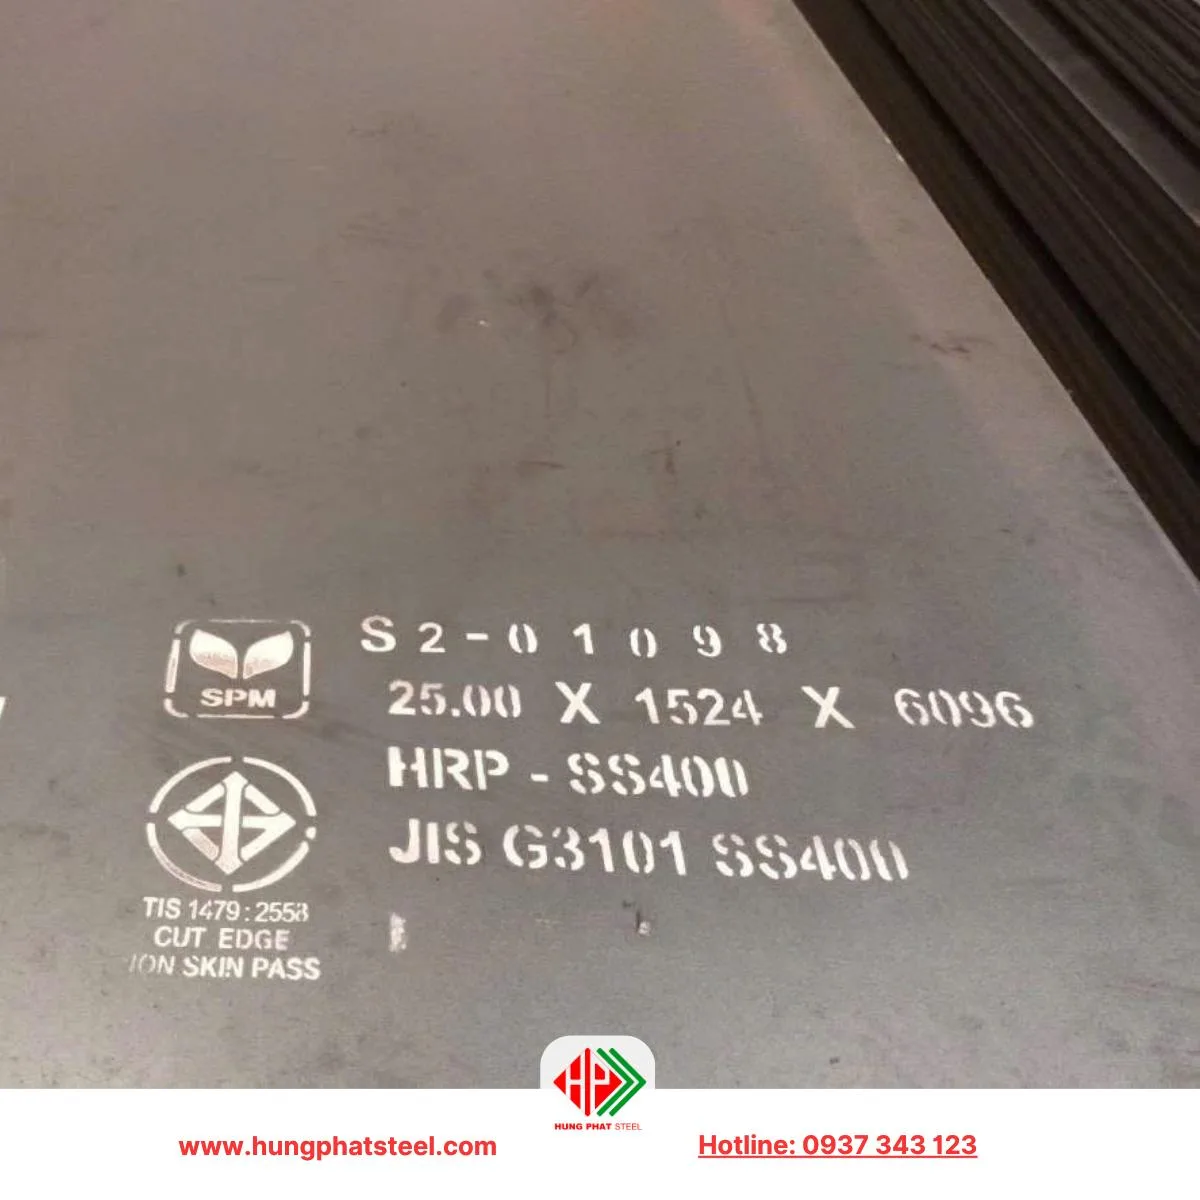 SPM
S2-01098
25.00 X 1524 X 6096
HRP - SS400
JIS G3101 SS400
TIS 1479:2558
CUT EDGE
NON SKIN PASS
HUNG PHAT STEEL
www.hungphatsteel.com
Hotline: 0937 343 123